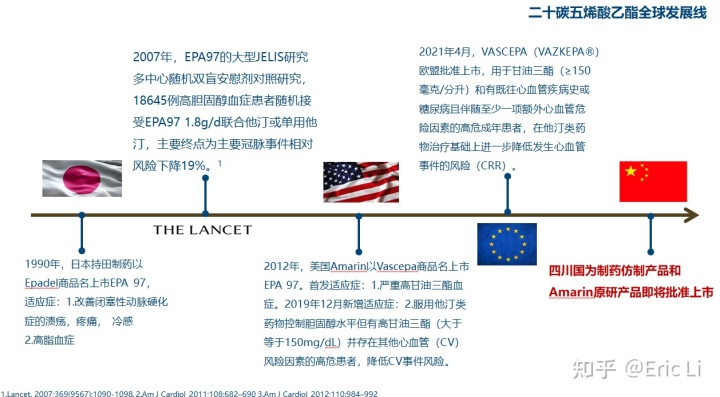 二十碳五烯酸乙酯全球发展线
2007年，EPA97的大型JELIS研究
多中心随机双盲安慰剂对照研究，
18645例高胆固醇血症患者随机接
受EPA97 1.8g/d联合他汀或单用他
汀，主要终点为主要冠脉事件相对
风险下降19%。1
2021年4月，VASCEPA（VAZKEPA®）
欧盟批准上市，用于甘油三酯（≥150
毫克/分升）和有既往心血管疾病史或
糖尿病且伴随至少一项额外心血管危
险因素的高危成年患者，在他汀类药
物治疗基础上进一步降低发生心血管
事件的风险（CRR）。
THE LANCET
1990年，日本持田制药以
Epadel商品名上市EPA 97，
适应症：1.改善闭塞性动脉硬化
症的溃疡，疼痛， 冷感
2.高脂血症
2012年，美国Amarin以Vascepa商品名上市
EPA 97。首发适应症：1.严重高甘油三酯血
症。2019年12月新增适应症：2.服用他汀类
药物控制胆固醇水平但有高甘油三酯（大于
等于150mg/dL）并存在其他心血管（CV）
风险因素的高危患者，降低CV事件风险。
四川国为制药仿制产品和
Amarin原研产品即将批准上市
知乎 @Eric Li
1.Lancet. 2007;369(9567):1090-1098. 2.Am J Cardiol 2011;108:682–690 3.Am J Cardiol 2012;110:984–992